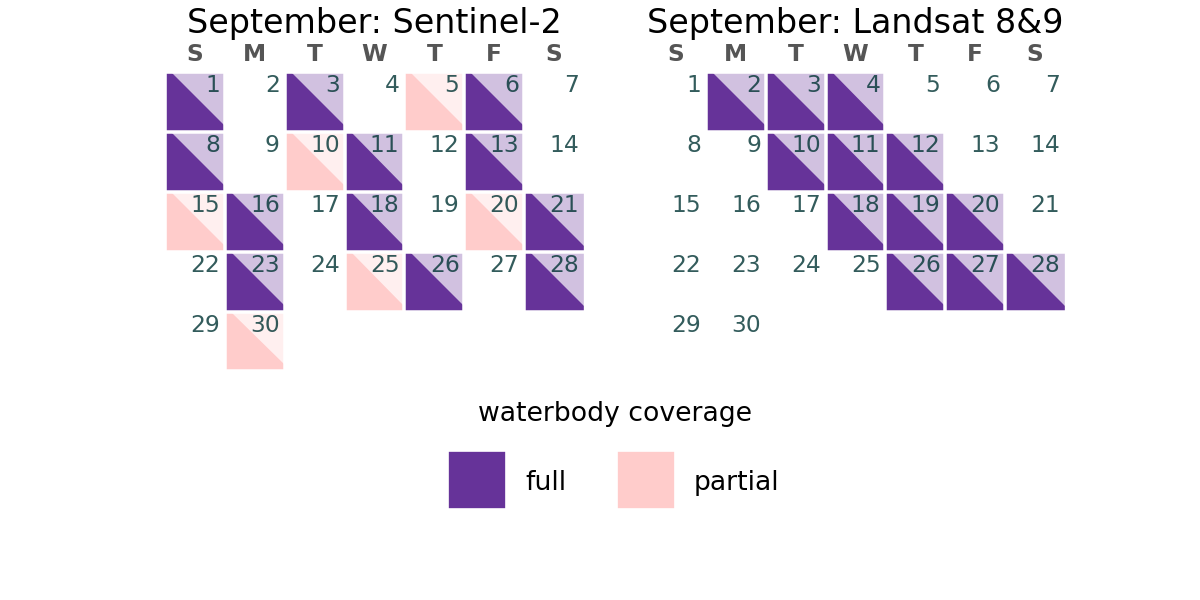 September: Sentinel-2
S M T W T F S
1 2 3 4 5 6 7
8 9 10 11 12 13 14
15 16 17 18 19 20 21
22 23 24 25 26 27 28
29 30
September: Landsat 8&9
S M T W T F S
1 2 3 4 5 6 7
8 9 10 11 12 13 14
15 16 17 18 19 20 21
22 23 24 25 26 27 28
29 30
waterbody coverage
full partial